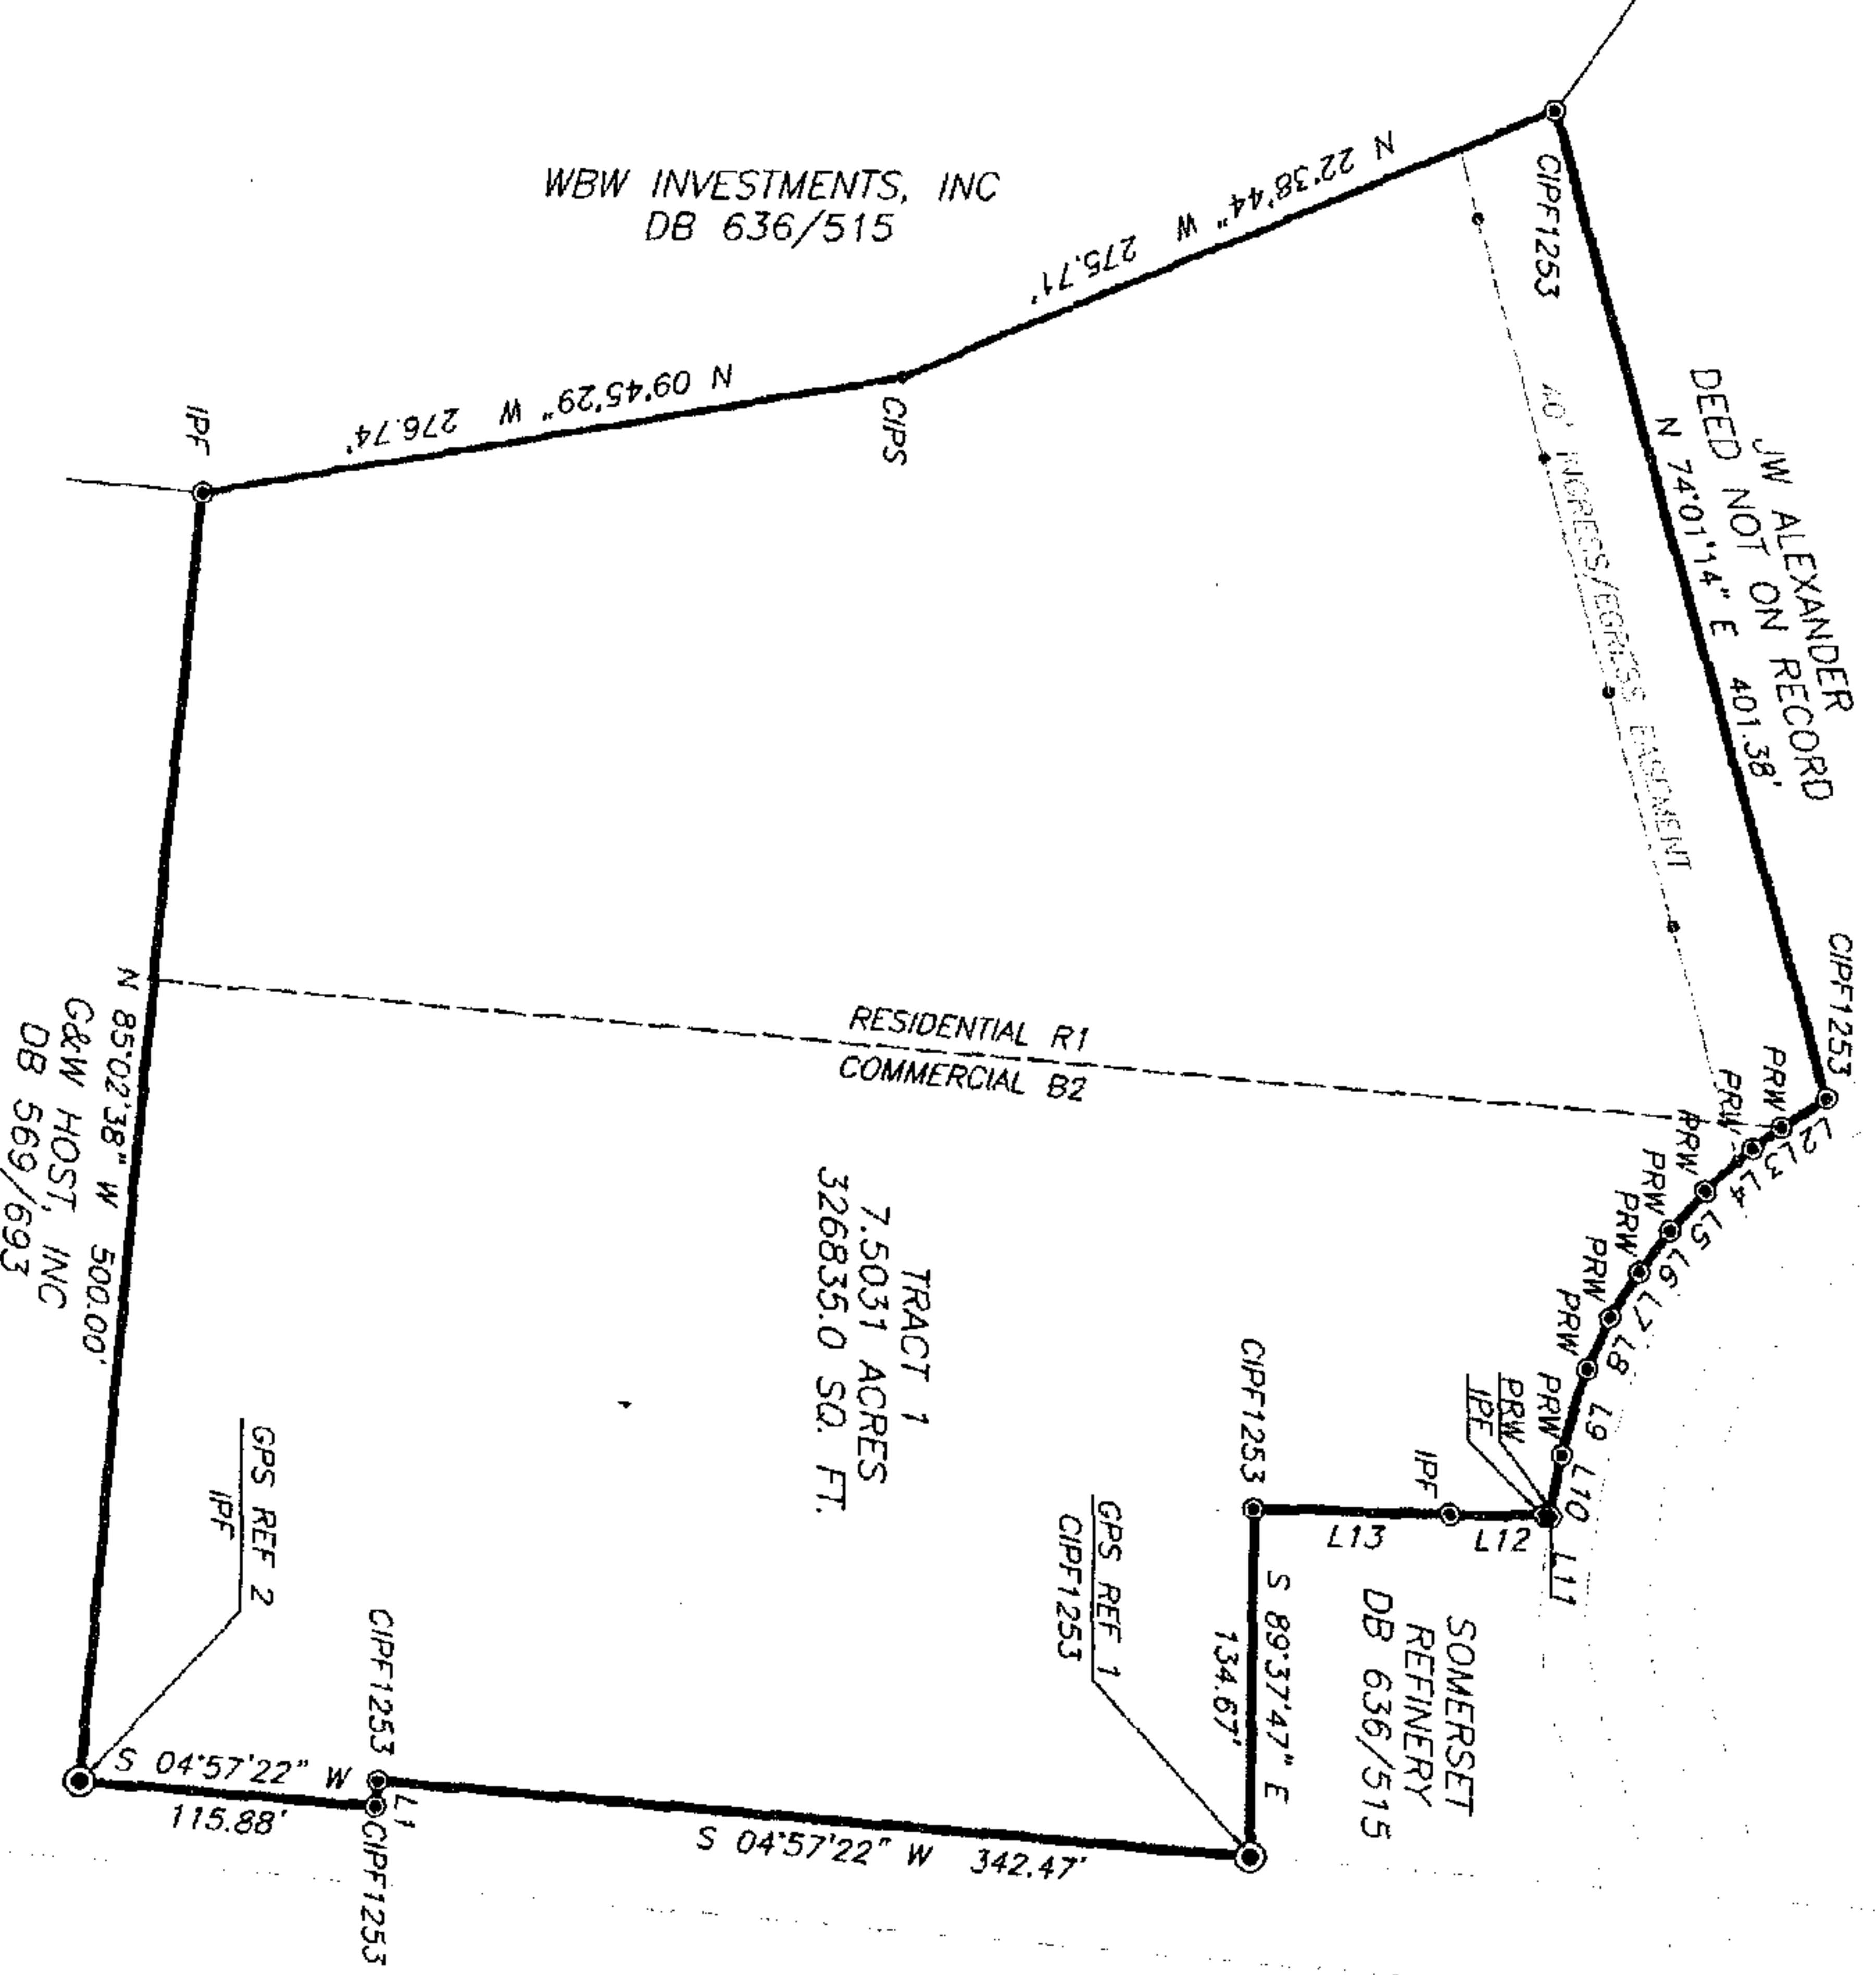 WBW INVESTMENTS, INC
DB 636/515
N 22°38'44" W 275.71'
CIPF1253
JW ALEXANDER
DEED NOT ON RECORD
N 74°01'14" E 401.38'
40' INGRESS/EGRESS EASEMENT
CIPF1253
N 09°45'29" W 276.74'
CIPS
IPF
RESIDENTIAL R1
COMMERCIAL B2
PRW
PRW
PRW
PRW
PRW
PRW
PRW
PRW
L2
L3
L4
L5
L6
L7
L8
L9
L10
L11
PRW
IPF
IPF
L12
L13
CIPF1253
TRACT 1
7.5031 ACRES
326835.0 SQ. FT.
S 89°37'47" E
134.67'
SOMERSET
REFINERY
DB 636/515
GPS REF 1
CIPF1253
N 85°02'38" W 500.00'
G&W HOST, INC
DB 569/693
GPS REF 2
IPF
CIPF1253
L1
CIPF1253
S 04°57'22" W
115.88'
S 04°57'22" W 342.47'